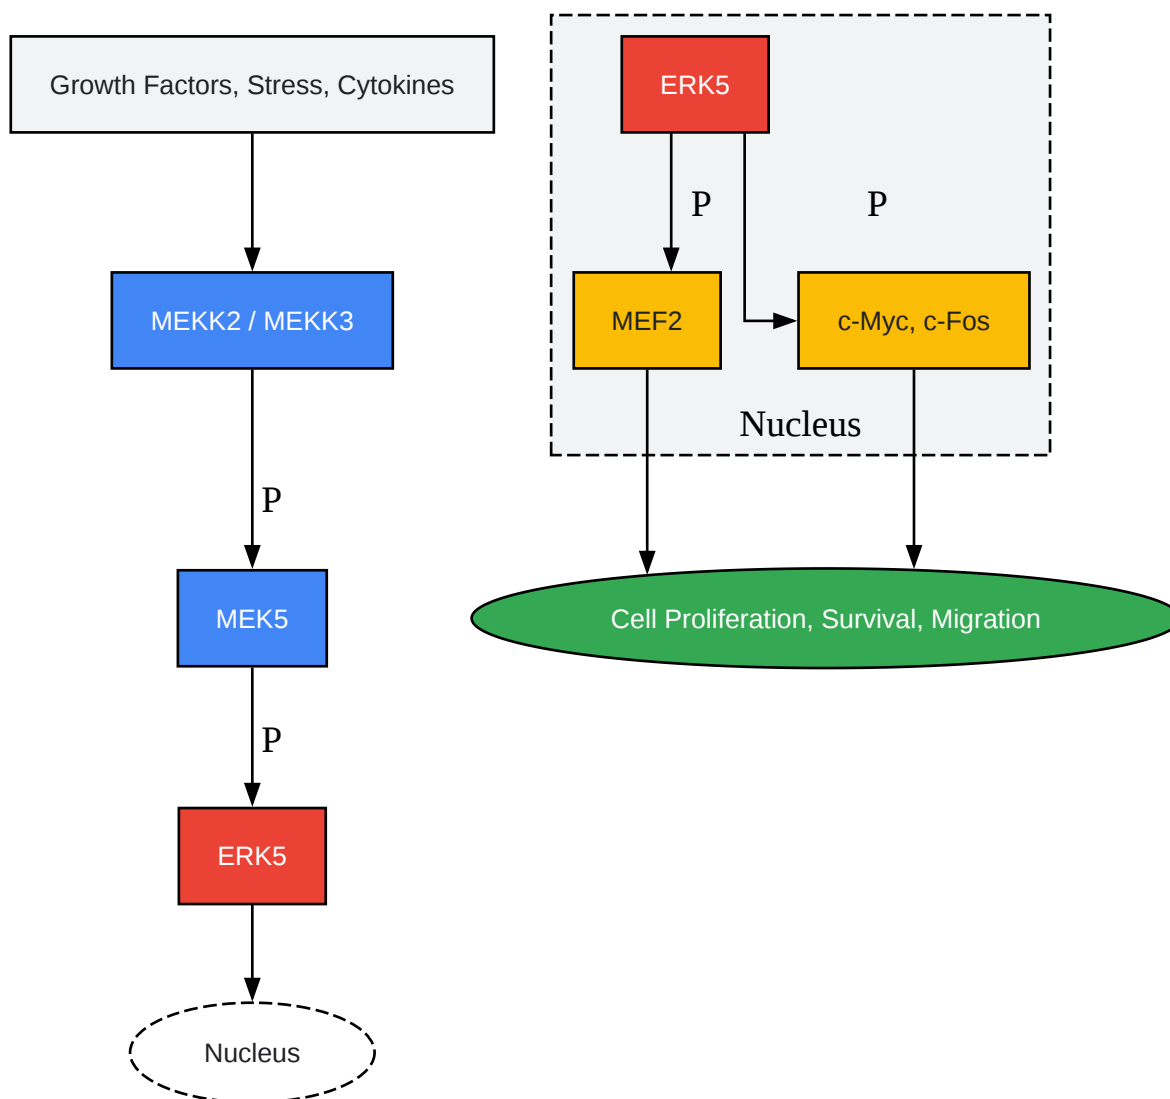 Growth Factors, Stress, Cytokines
MEKK2 / MEKK3
P
MEK5
P
ERK5
Nucleus
ERK5
P
P
MEF2
c-Myc, c-Fos
Nucleus
Cell Proliferation, Survival, Migration